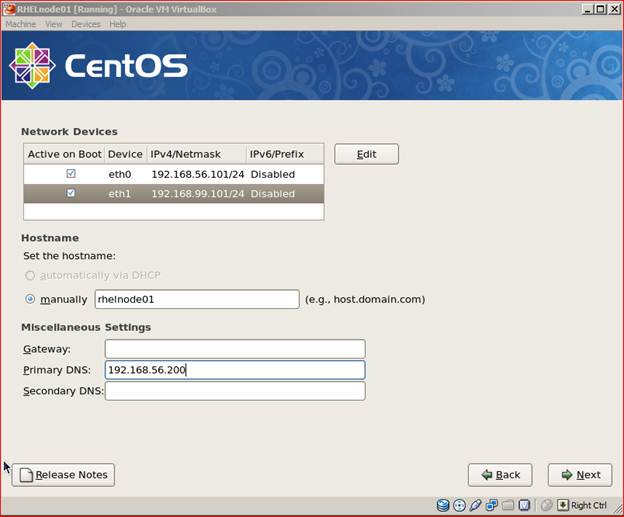 RHELnode01 [Running] - Oracle VM VirtualBox
Machine View Devices Help
CentOS
Network Devices
Active on Boot Device IPv4/Netmask IPv6/Prefix Edit
eth0 192.168.56.101/24 Disabled
eth1 192.168.99.101/24 Disabled
Hostname
Set the hostname:
automatically via DHCP
manually rhelnode01 (e.g., host.domain.com)
Miscellaneous Settings
Gateway:
Primary DNS: 192.168.56.200
Secondary DNS:
Release Notes Back Next
Right Ctrl